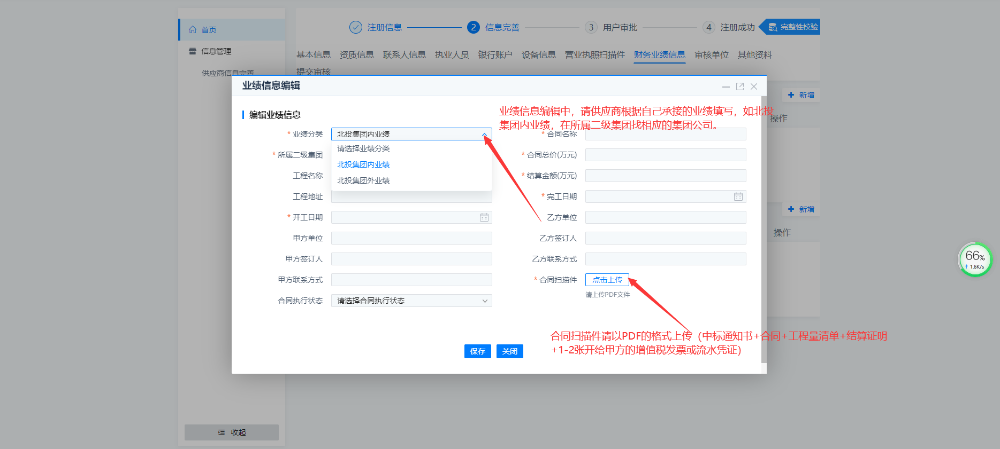 首页
信息管理
供应商信息完善
收起
注册信息
2 信息完善
3 用户审批
4 注册成功
完整性校验
基本信息 资质信息 联系人信息 执业人员 银行账户 设备信息 营业执照扫描件 财务业绩信息 审核单位 其他资料
提交审核
新增
操作
新增
操作
业绩信息编辑
编辑业绩信息
业绩信息编辑中，请供应商根据自己承接的业绩填写，如北投
集团内业绩，在所属二级集团找相应的集团公司。
* 业绩分类 北投集团内业绩
请选择业绩分类
北投集团内业绩
北投集团外业绩
* 合同名称
* 所属二级集团
* 合同总价(万元)
工程名称
* 结算金额(万元)
工程地址
* 完工日期
* 开工日期
乙方单位
甲方单位
乙方签订人
甲方签订人
乙方联系方式
甲方联系方式
* 合同扫描件 点击上传
请上传PDF文件
合同执行状态 请选择合同执行状态
合同扫描件请以PDF的格式上传（中标通知书+合同+工程量清单+结算证明
+1-2张开给甲方的增值税发票或流水凭证）
保存 关闭
66%
↑ 1.6K/s